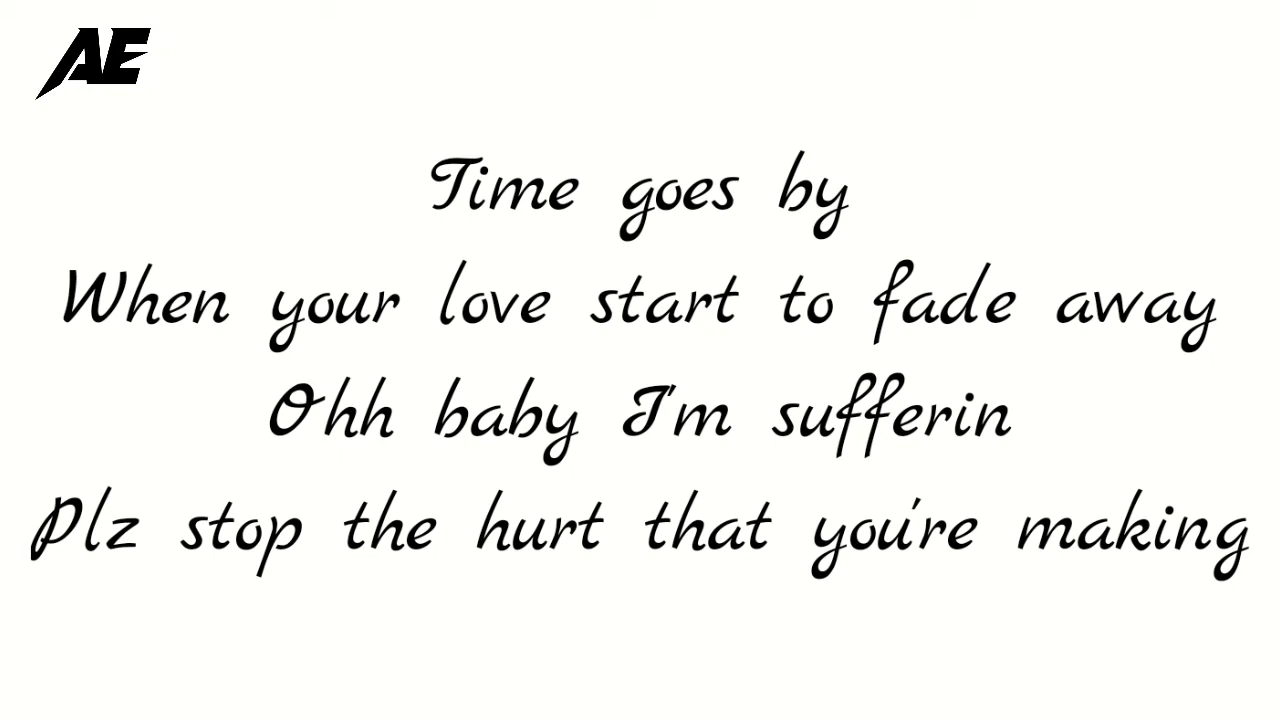 AE
Time goes by
When your love start to fade away
Ohh baby I'm sufferin
Plz stop the hurt that you're making